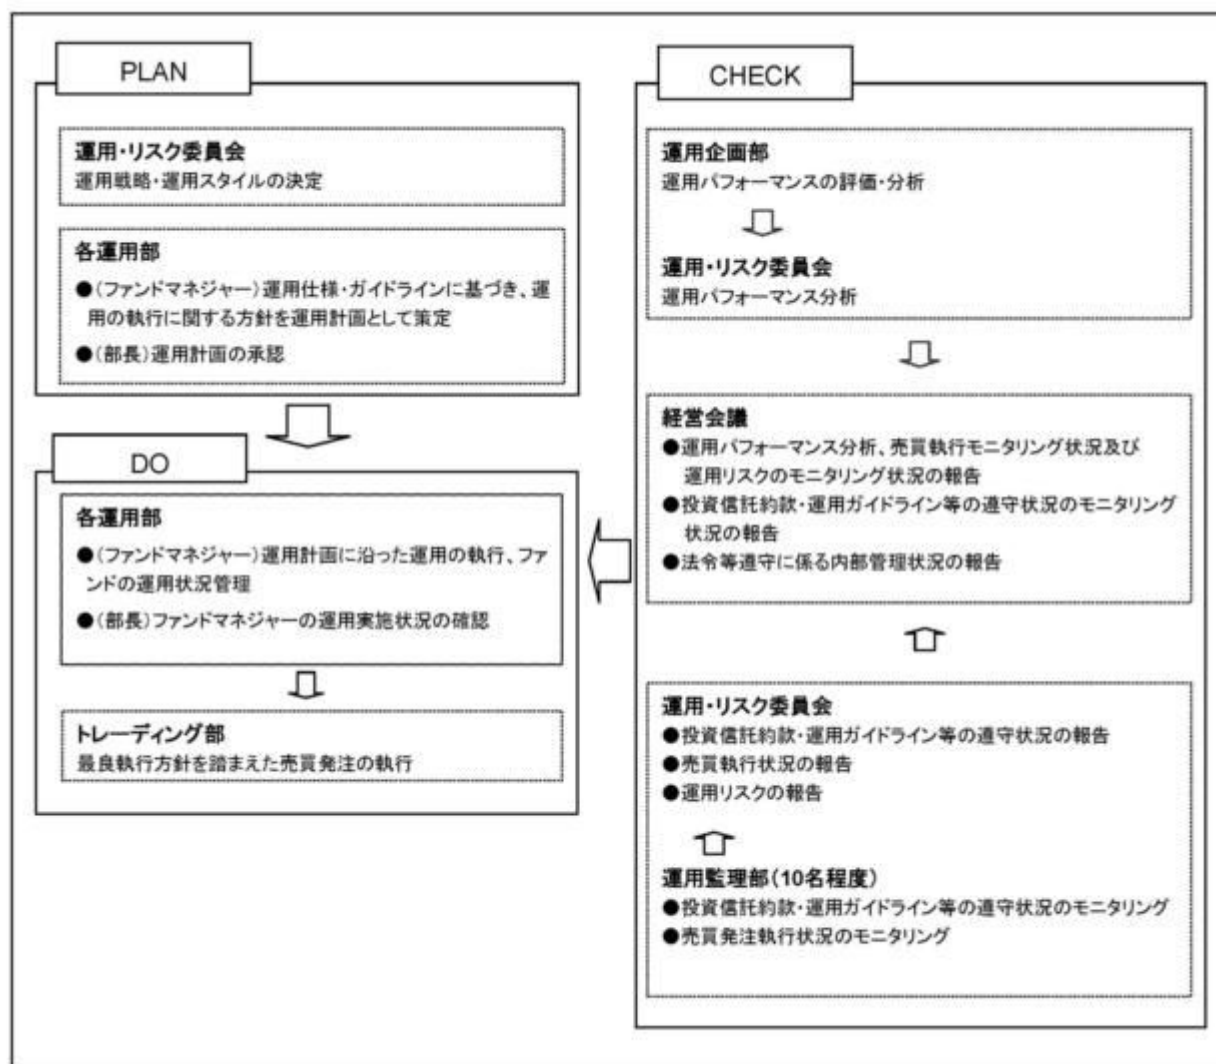 PLAN
運用・リスク委員会
運用戦略・運用スタイルの決定
各運用部
●(ファンドマネジャー)運用仕様・ガイドラインに基づき、運
用の執行に関する方針を運用計画として策定
●(部長)運用計画の承認
DO
各運用部
●(ファンドマネジャー)運用計画に沿った運用の執行、ファ
ンドの運用状況管理
●(部長)ファンドマネジャーの運用実施状況の確認
トレーディング部
最良執行方針を踏まえた売買発注の執行
CHECK
運用企画部
運用パフォーマンスの評価・分析
運用・リスク委員会
運用パフォーマンス分析
経営会議
●運用パフォーマンス分析、売買執行モニタリング状況及び
運用リスクのモニタリング状況の報告
●投資信託約款・運用ガイドライン等の遵守状況のモニタリング
状況の報告
●法令等遵守に係る内部管理状況の報告
運用・リスク委員会
●投資信託約款・運用ガイドライン等の遵守状況の報告
●売買執行状況の報告
●運用リスクの報告
運用監理部(10名程度)
●投資信託約款・運用ガイドライン等の遵守状況のモニタリング
●売買発注執行状況のモニタリング